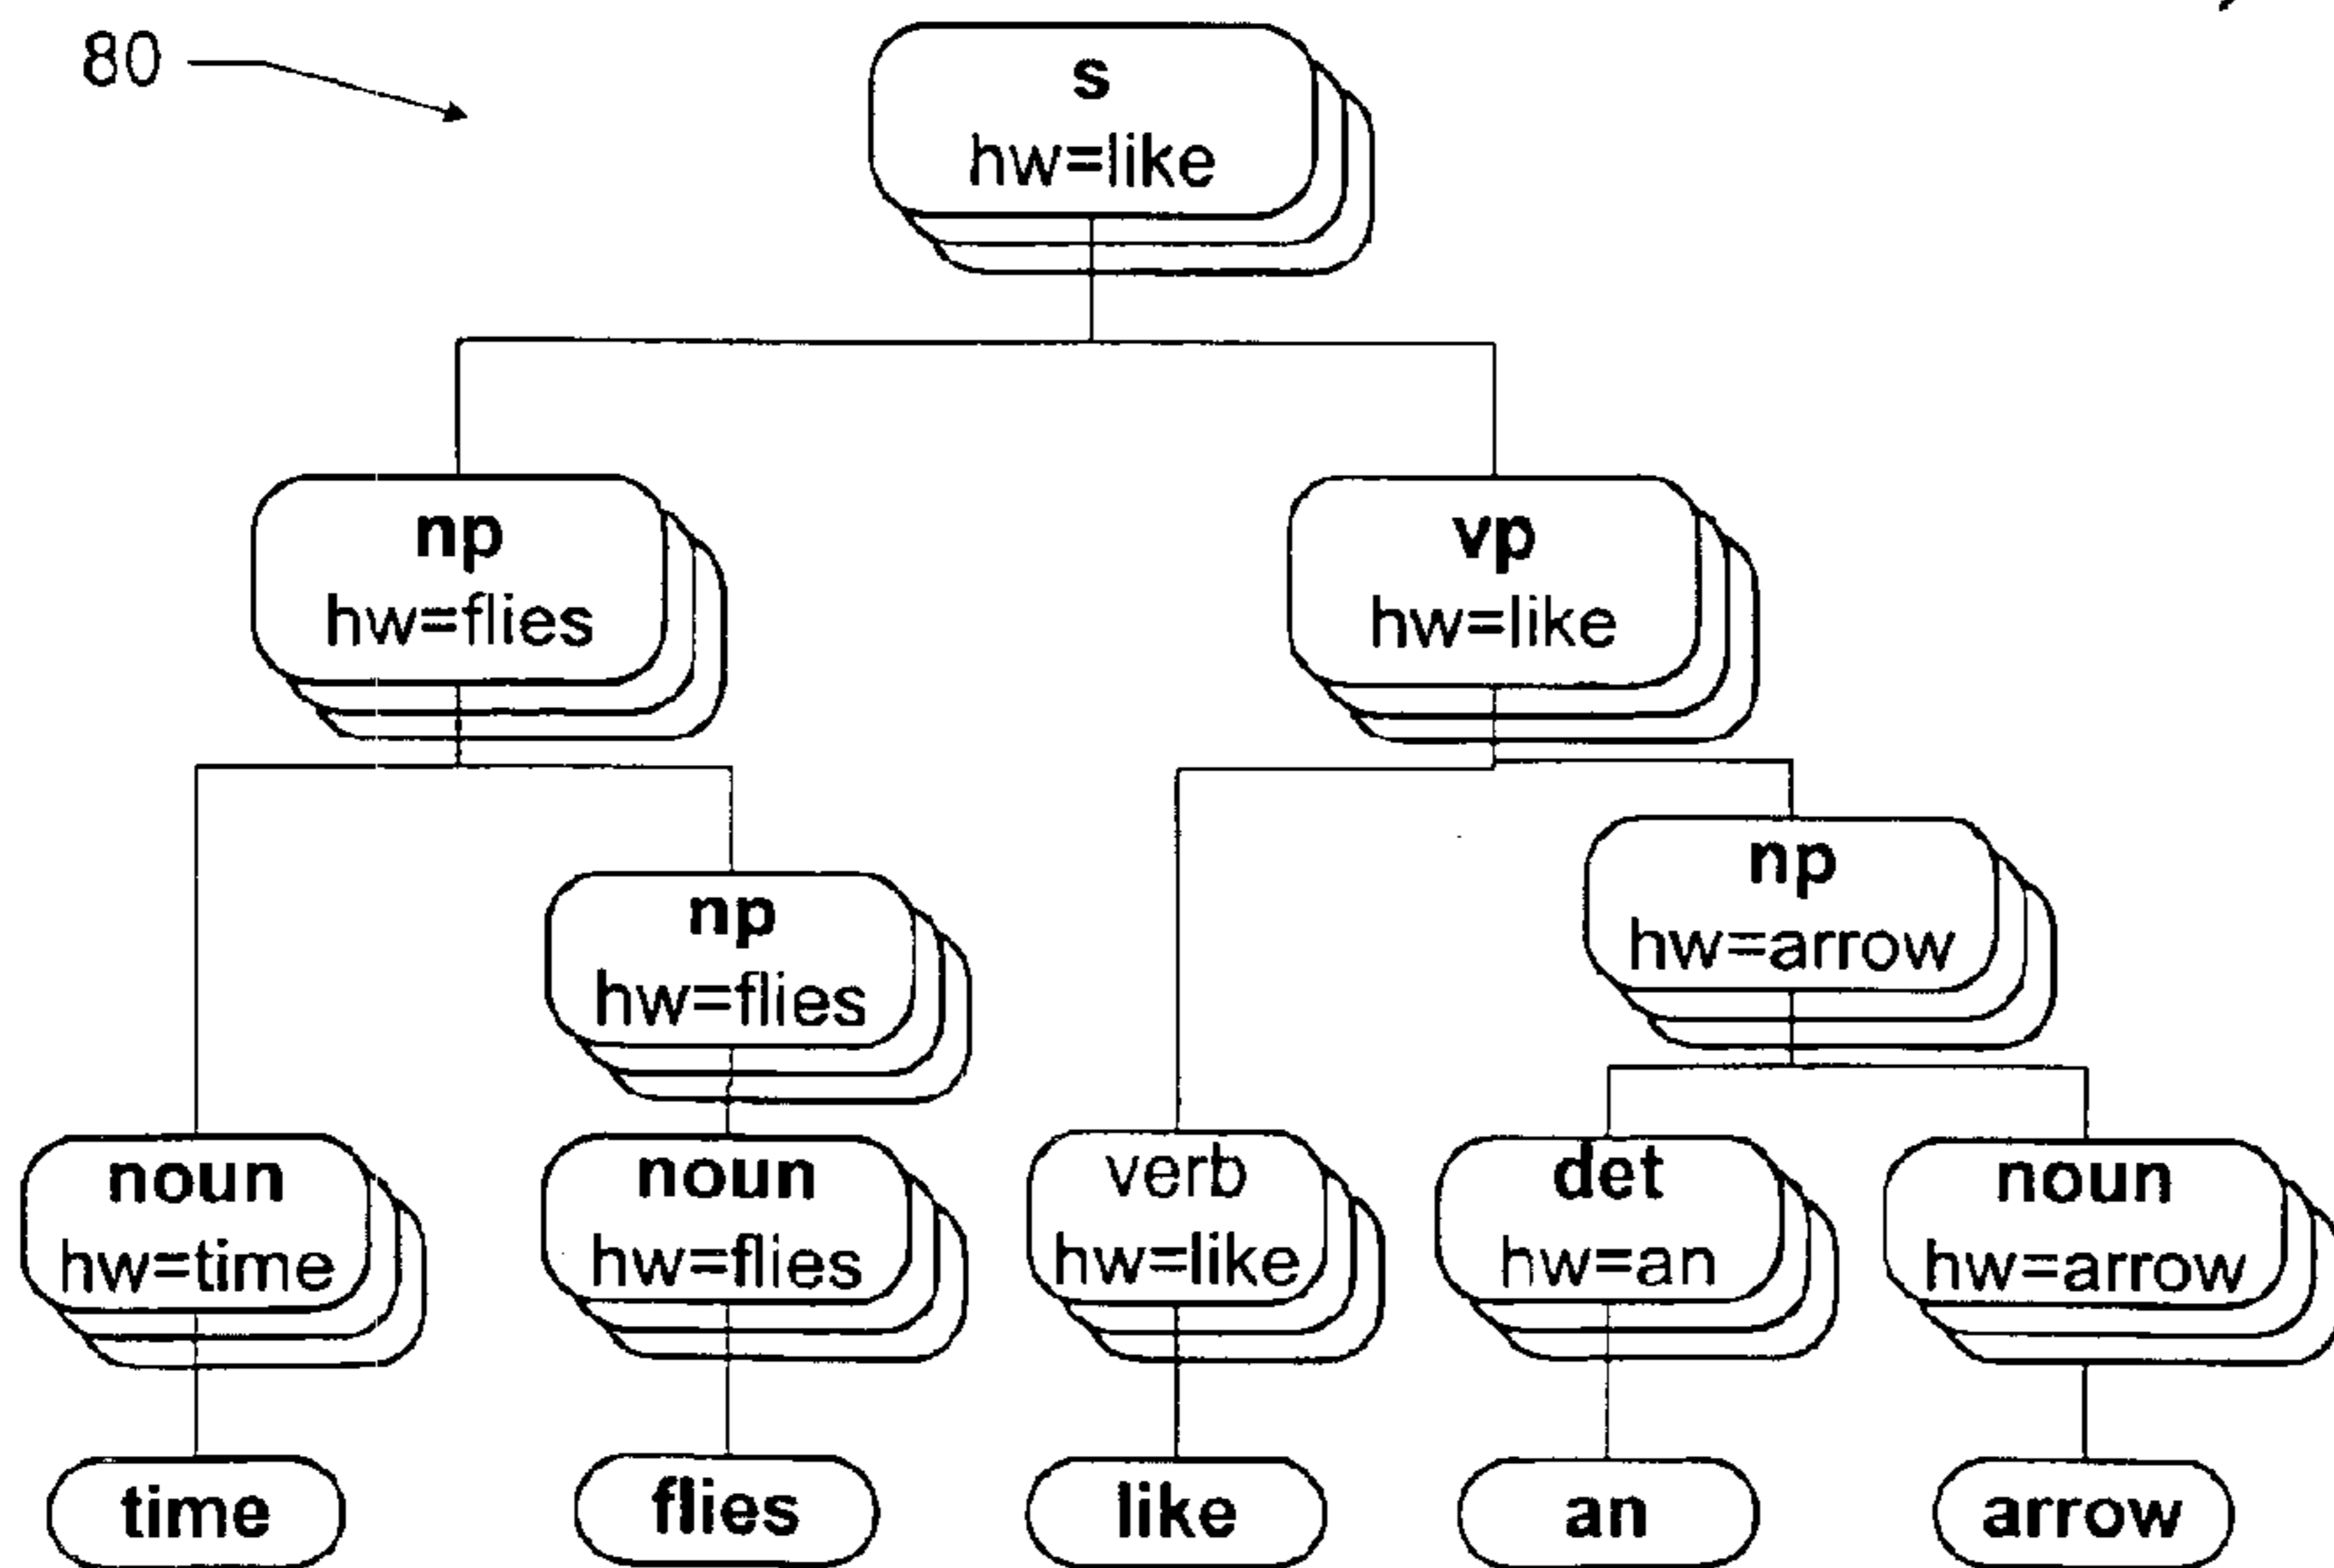 80
s
hw=like
np
hw=flies
vp
hw=like
np
hw=flies
np
hw=arrow
noun
hw=time
noun
hw=flies
verb
hw=like
det
hw=an
noun
hw=arrow
time
flies
like
an
arrow